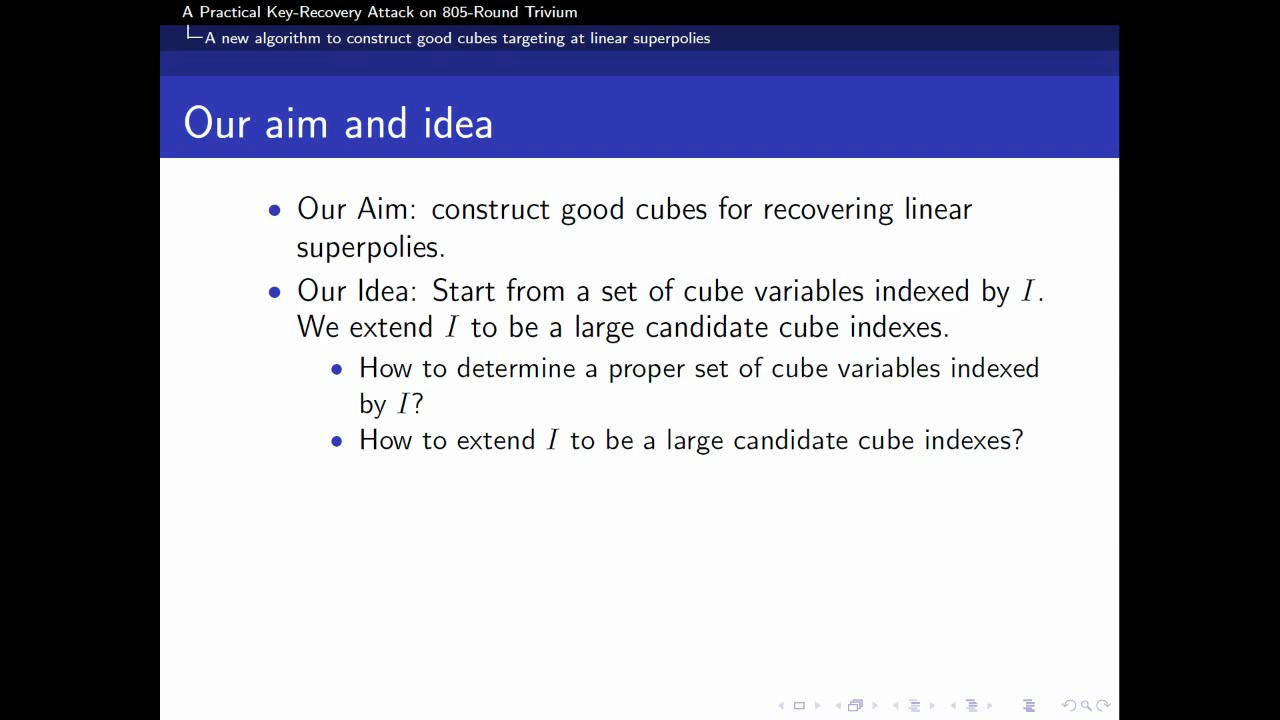 A Practical Key-Recovery Attack on 805-Round Trivium
A new algorithm to construct good cubes targeting at linear superpolies
Our aim and idea
• Our Aim: construct good cubes for recovering linear
superpolies.
• Our Idea: Start from a set of cube variables indexed by I.
We extend I to be a large candidate cube indexes.
• How to determine a proper set of cube variables indexed
by I?
• How to extend I to be a large candidate cube indexes?